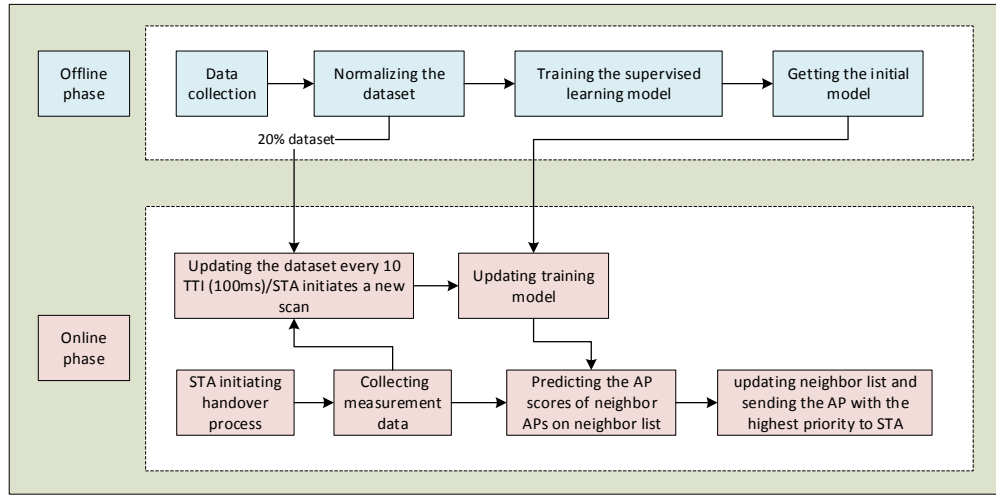 Offline
phase
Data
collection
Normalizing the
dataset
Training the supervised
learning model
Getting the initial
model
20% dataset
Online
phase
Updating the dataset every 10
TTI (100ms)/STA initiates a new
scan
Updating training
model
STA initiating
handover
process
Collecting
measurement
data
Predicting the AP
scores of neighbor
APs on neighbor list
updating neighbor list and
sending the AP with the
highest priority to STA